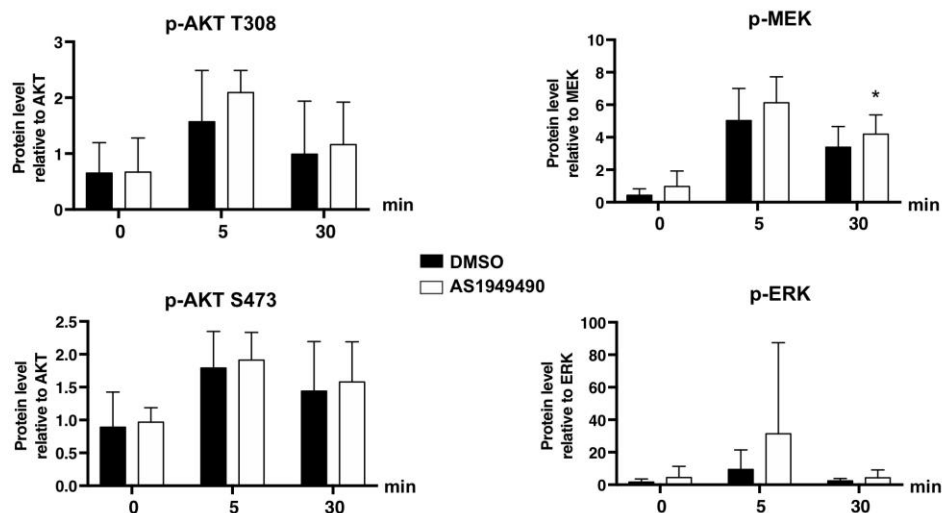 p-AKT T308
Protein level
relative to AKT
3
2
1
0
0 5 30 min
p-MEK
Protein level
relative to MEK
10
8
6
4
2
0
*
0 5 30 min
DMSO
AS1949490
p-AKT S473
Protein level
relative to AKT
2.5
2.0
1.5
1.0
0.5
0.0
0 5 30 min
p-ERK
Protein level
relative to ERK
100
80
60
40
20
0
0 5 30 min